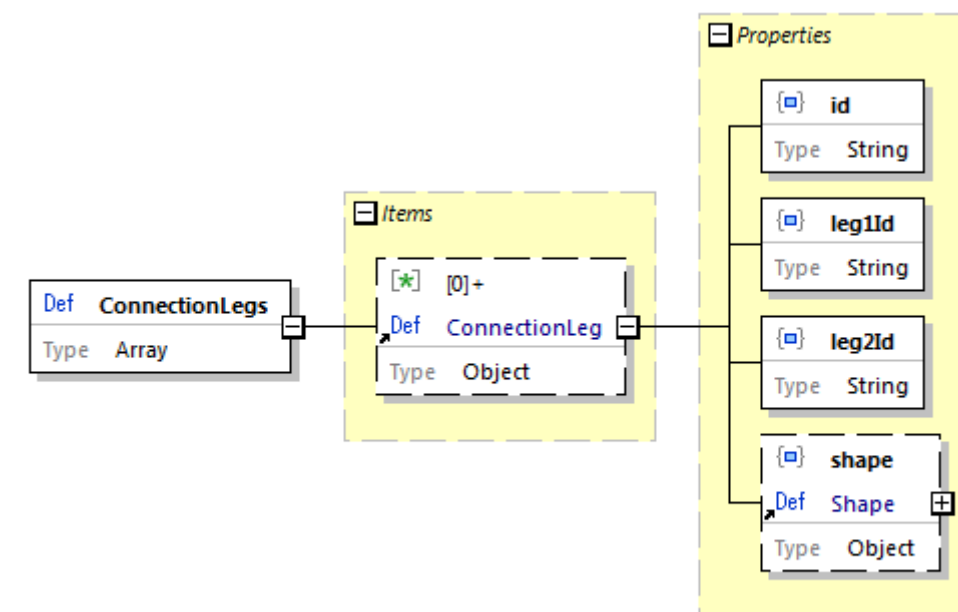 Properties
{} id
Type String
{} leg1Id
Type String
Items
[*] [0]+
Def ConnectionLegs
Def ConnectionLeg
Type Array
Type Object
{} leg2Id
Type String
{} shape
Def Shape
Type Object